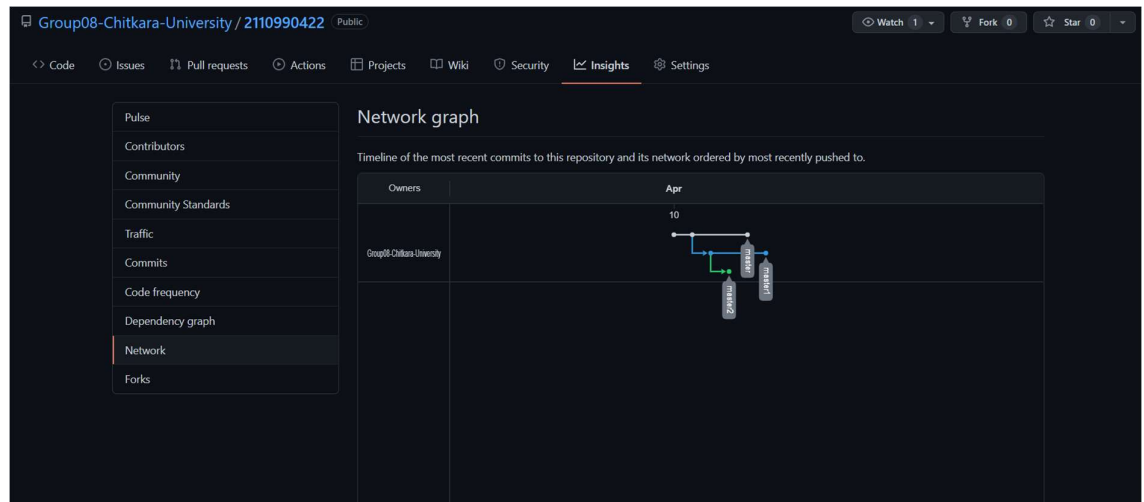 Group08-Chitkara-University / 2110990422 Public
Watch 1
Fork 0
Star 0
Code
Issues
Pull requests
Actions
Projects
Wiki
Security
Insights
Settings
Pulse
Contributors
Community
Community Standards
Traffic
Commits
Code frequency
Dependency graph
Network
Forks
Network graph
Timeline of the most recent commits to this repository and its network ordered by most recently pushed to.
Owners
Apr
10
Group08-Chitkara-University
master
master1
master2